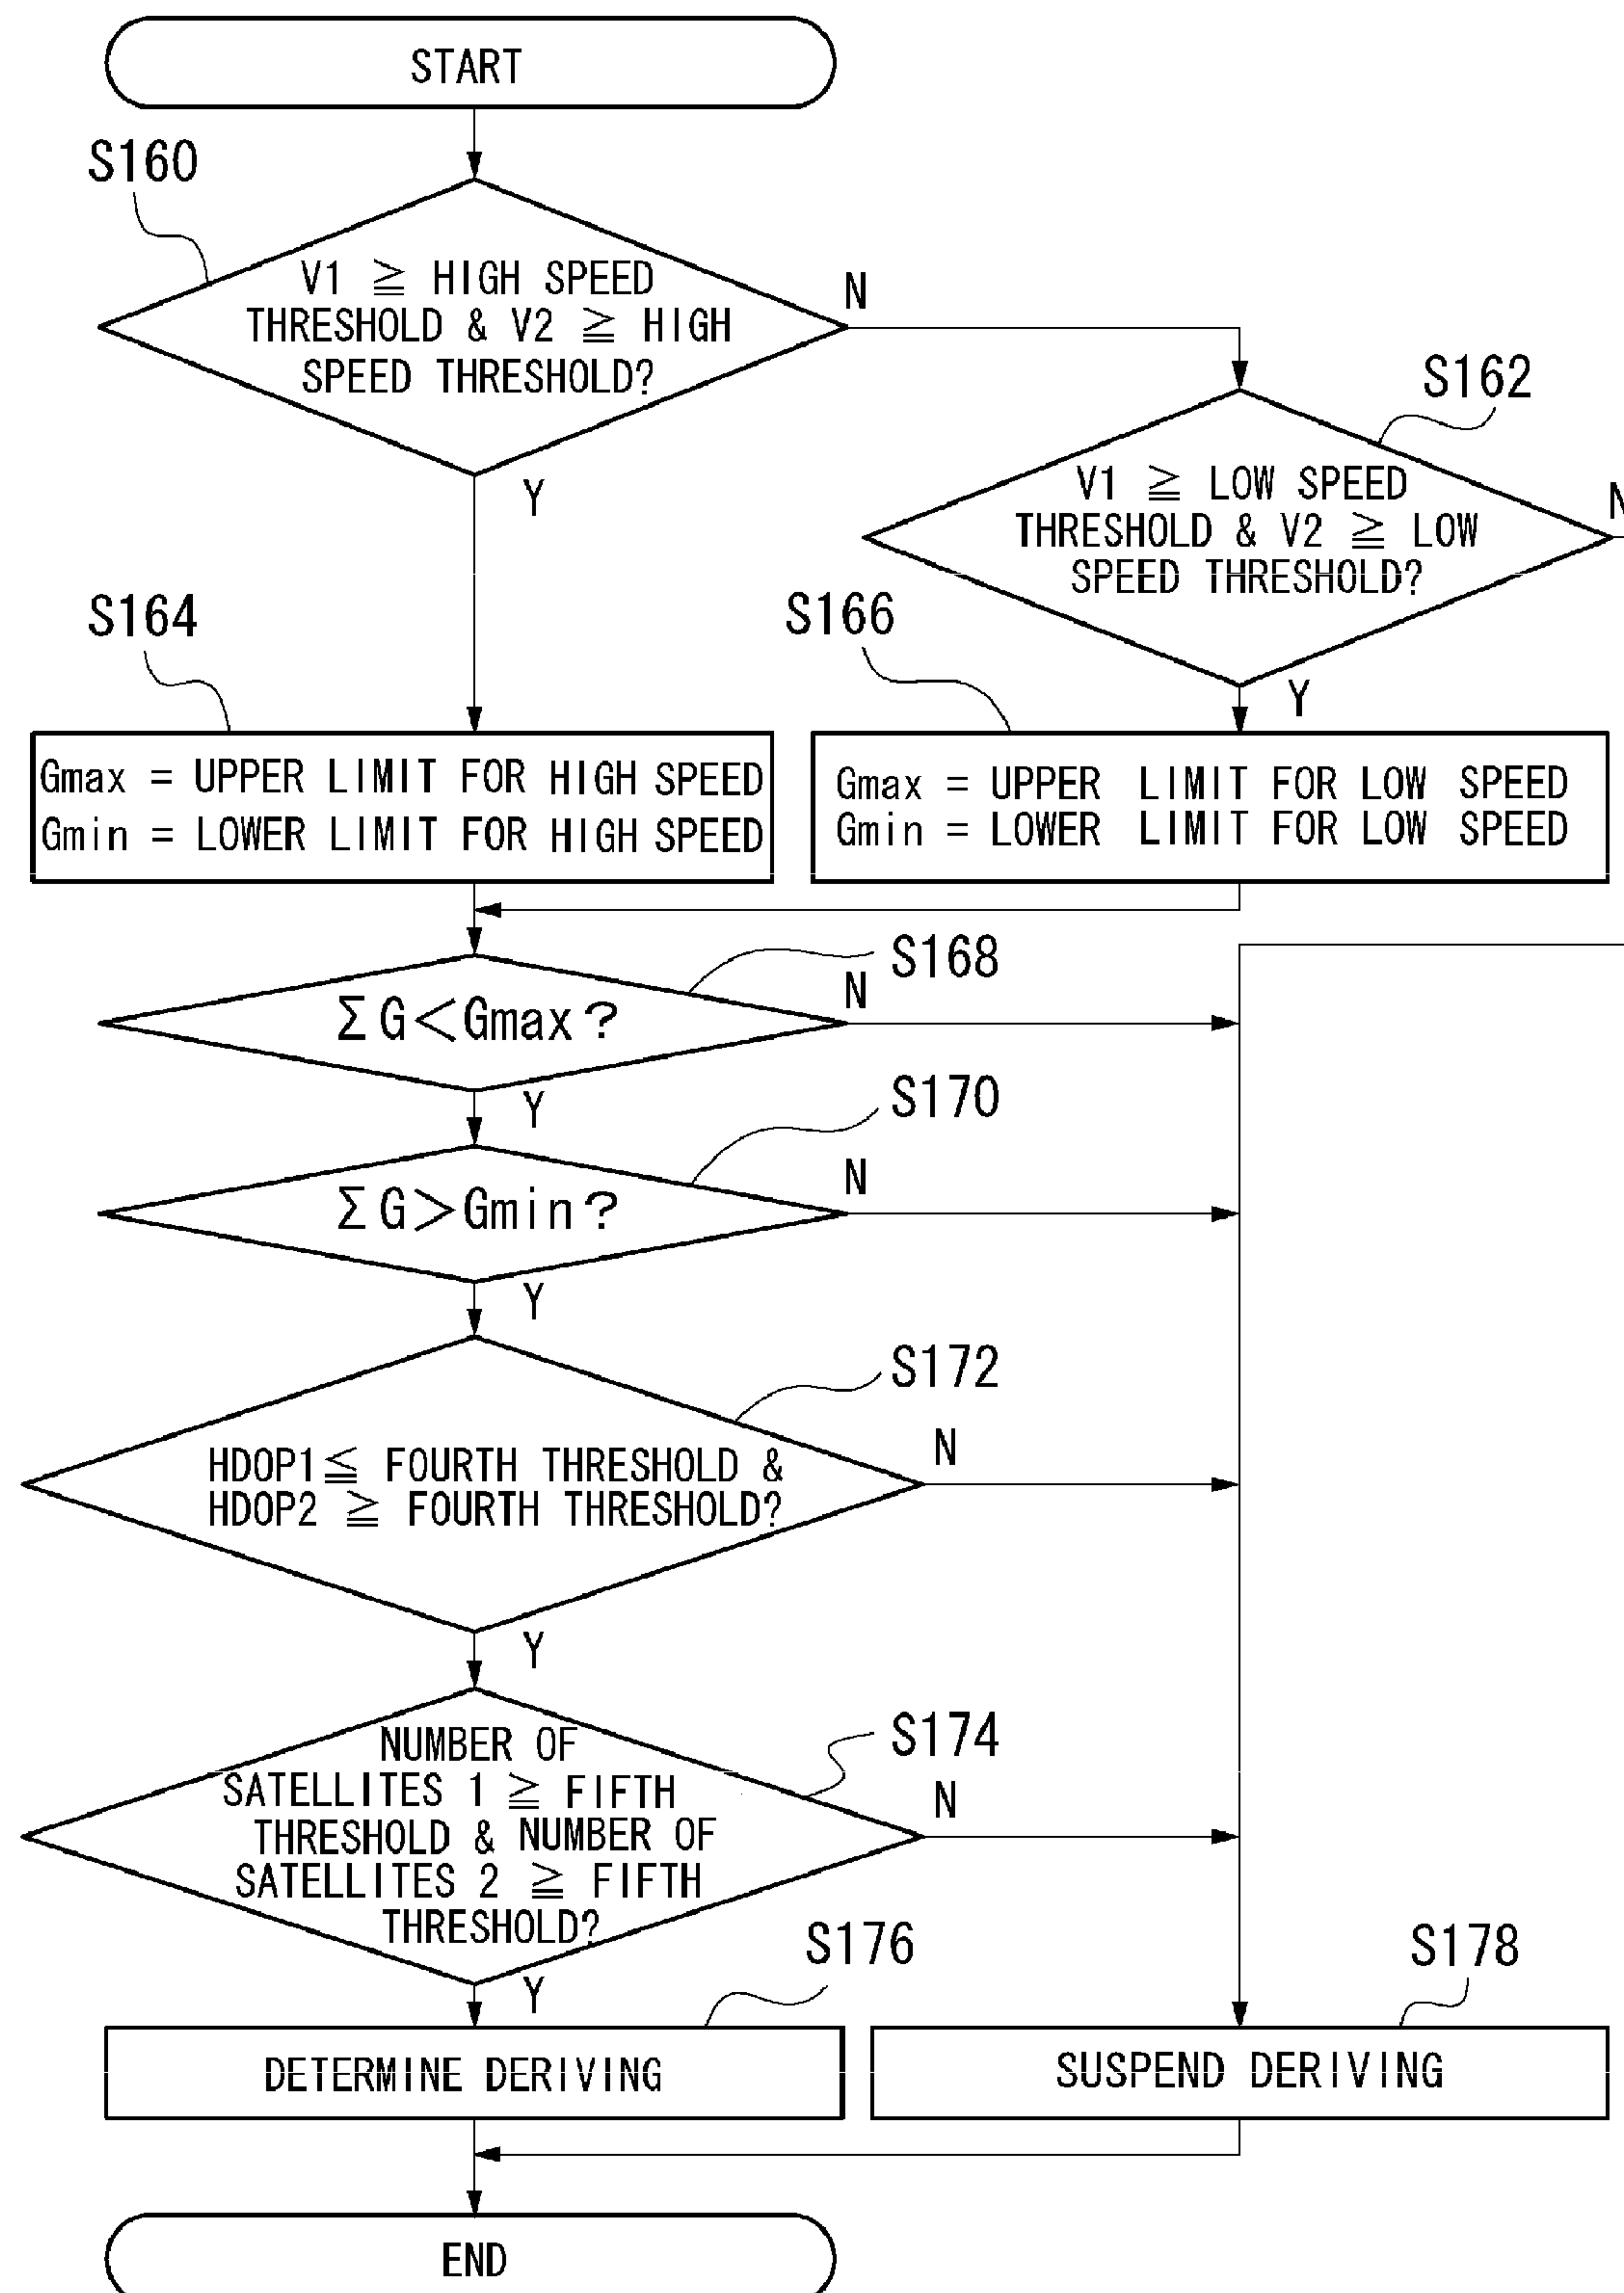 START
S160
V1 ≧ HIGH SPEED
THRESHOLD & V2 ≧ HIGH
SPEED THRESHOLD?
N
Y
S162
V1 ≧ LOW SPEED
THRESHOLD & V2 ≧ LOW
SPEED THRESHOLD?
N
Y
S164
Gmax = UPPER LIMIT FOR HIGH SPEED
Gmin = LOWER LIMIT FOR HIGH SPEED
S166
Gmax = UPPER LIMIT FOR LOW SPEED
Gmin = LOWER LIMIT FOR LOW SPEED
S168
ΣG<Gmax?
N
Y
S170
ΣG>Gmin?
N
Y
S172
HDOP1≦ FOURTH THRESHOLD &
HDOP2 ≧ FOURTH THRESHOLD?
N
Y
S174
NUMBER OF
SATELLITES 1 ≧ FIFTH
THRESHOLD & NUMBER OF
SATELLITES 2 ≧ FIFTH
THRESHOLD?
N
Y
S176
DETERMINE DERIVING
S178
SUSPEND DERIVING
END